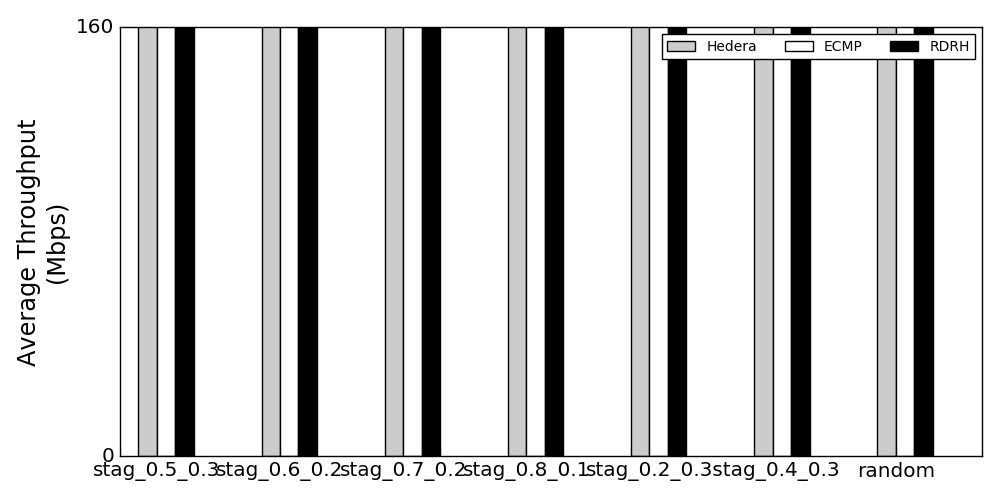 160
Hedera ECMP RDRH
Average Throughput
(Mbps)
0
stag_0.5_0.3 stag_0.6_0.2 stag_0.7_0.2 stag_0.8_0.1 stag_0.2_0.3 stag_0.4_0.3 random